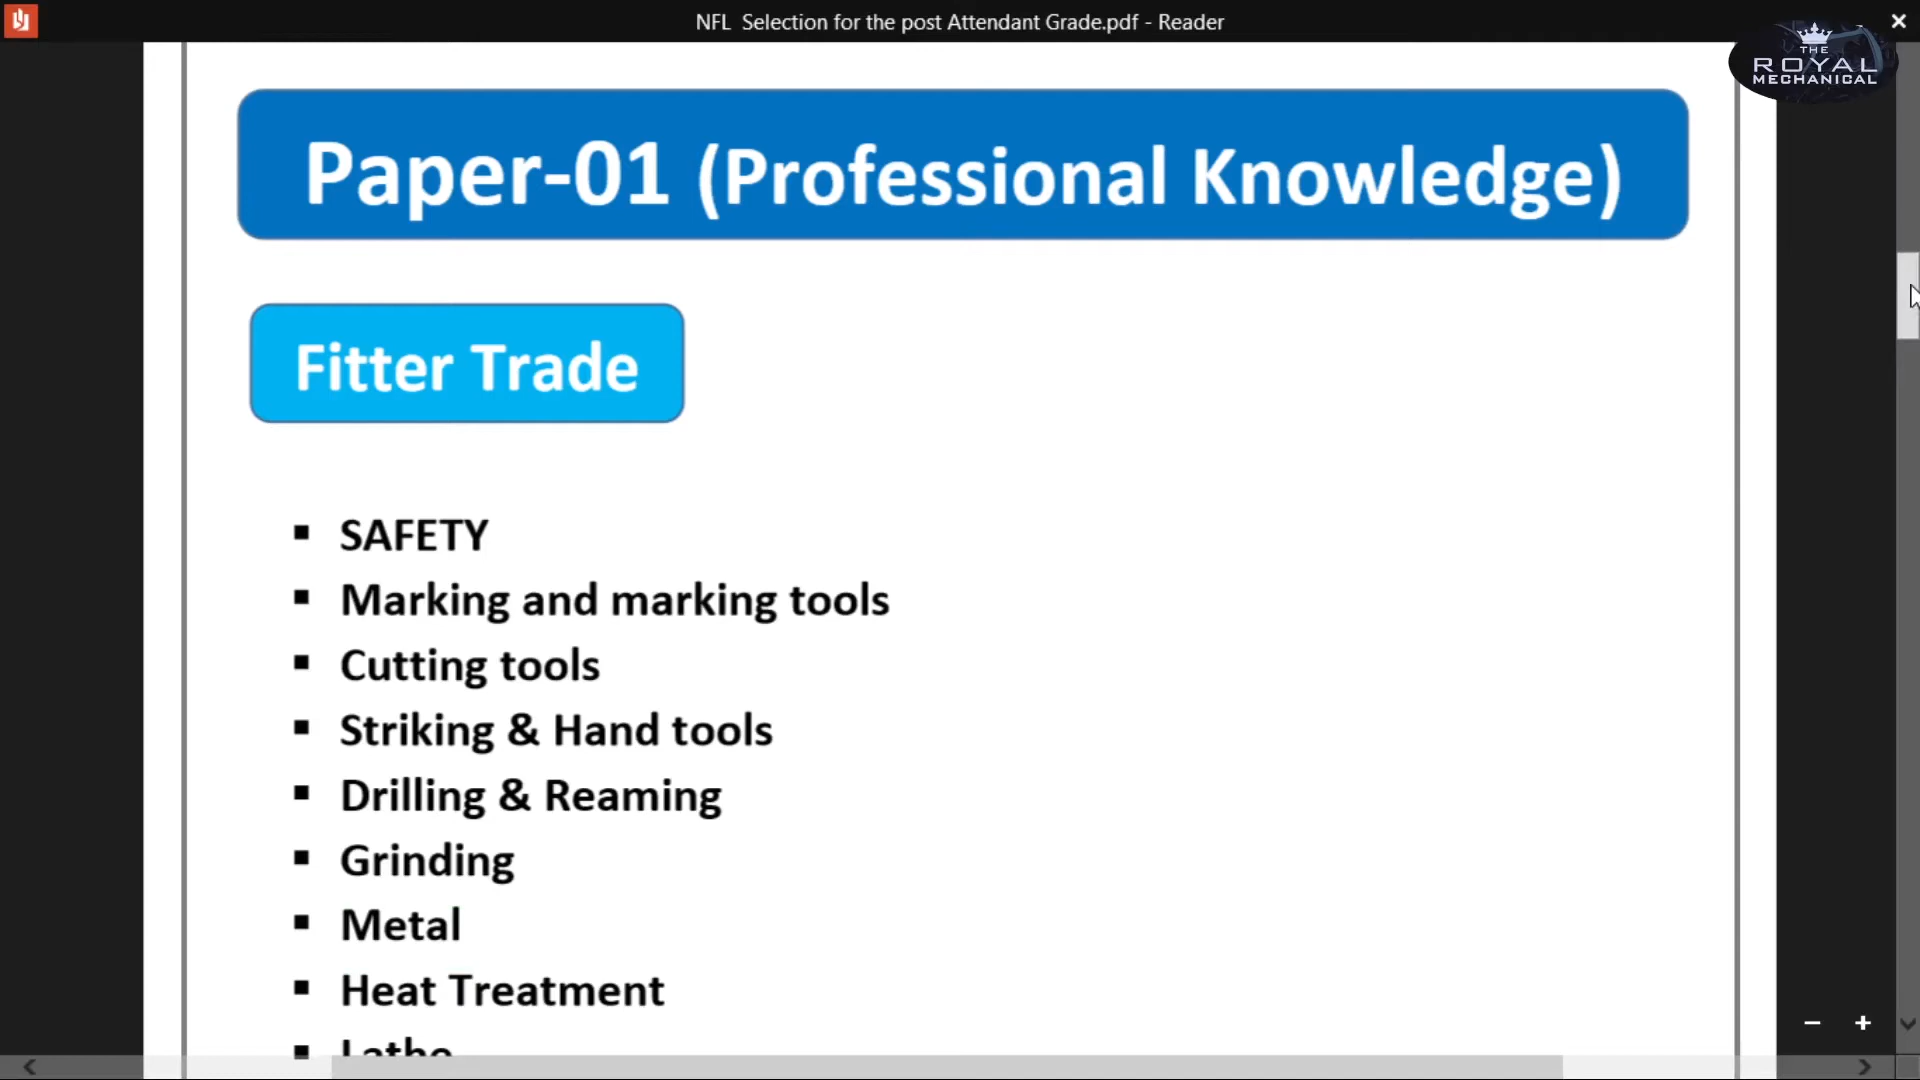 NFL Selection for the post Attendant Grade.pdf - Reader
THE
ROYAL
MECHANICAL
Paper-01 (Professional Knowledge)
Fitter Trade
SAFETY
Marking and marking tools
Cutting tools
Striking & Hand tools
Drilling & Reaming
Grinding
Metal
Heat Treatment
Lathe